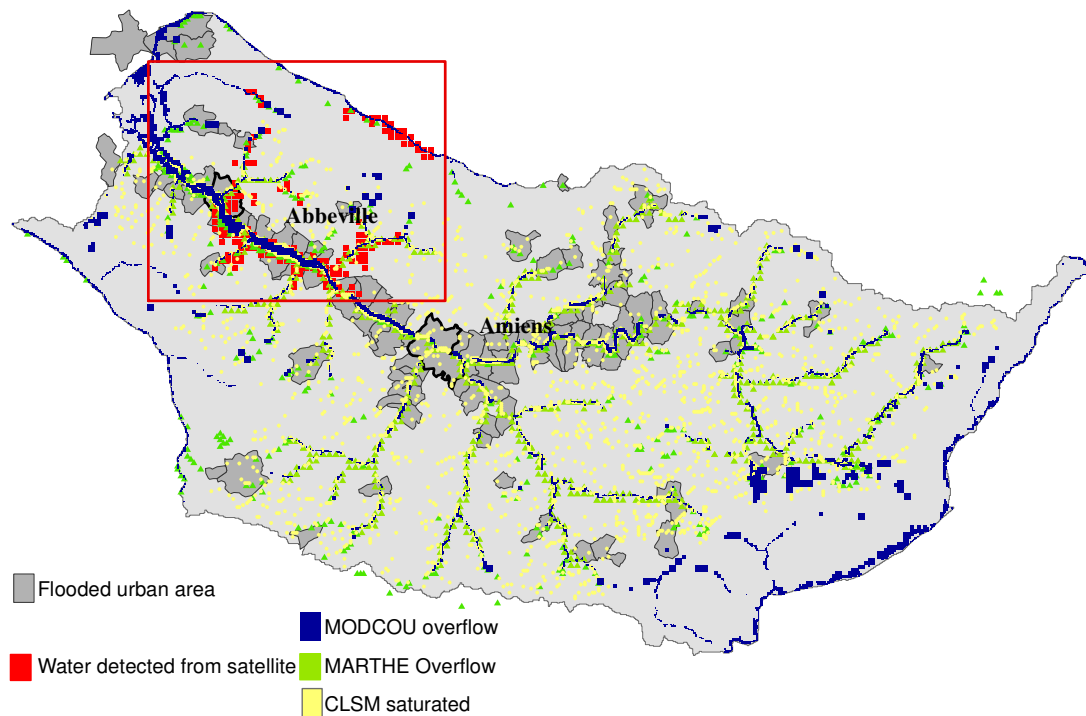 Abbeville
Amiens
Flooded urban area
MODCOU overflow
Water detected from satellite
MARTHE Overflow
CLSM saturated